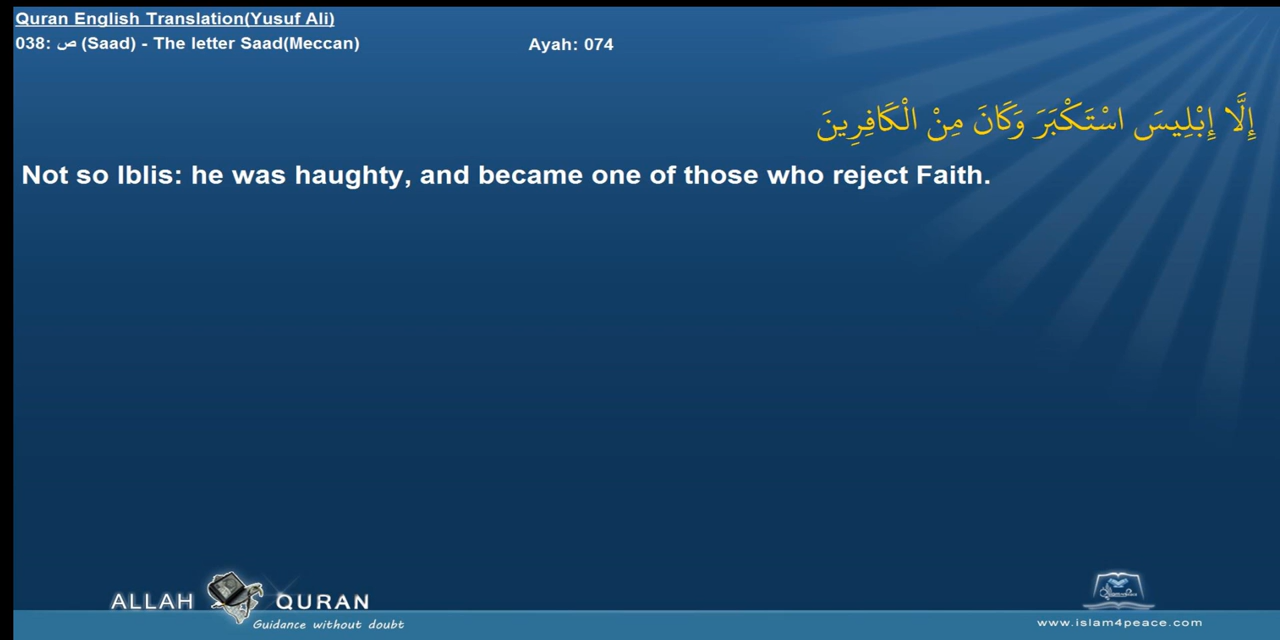 Quran English Translation(Yusuf Ali)
038: ص (Saad) - The letter Saad(Meccan) Ayah: 074
إِلَّا إِبْلِيسَ اسْتَكْبَرَ وَكَانَ مِنْ الْكَافِرِينَ
Not so Iblis: he was haughty, and became one of those who reject Faith.
ALLAH QURAN
Guidance without doubt
www.islam4peace.com